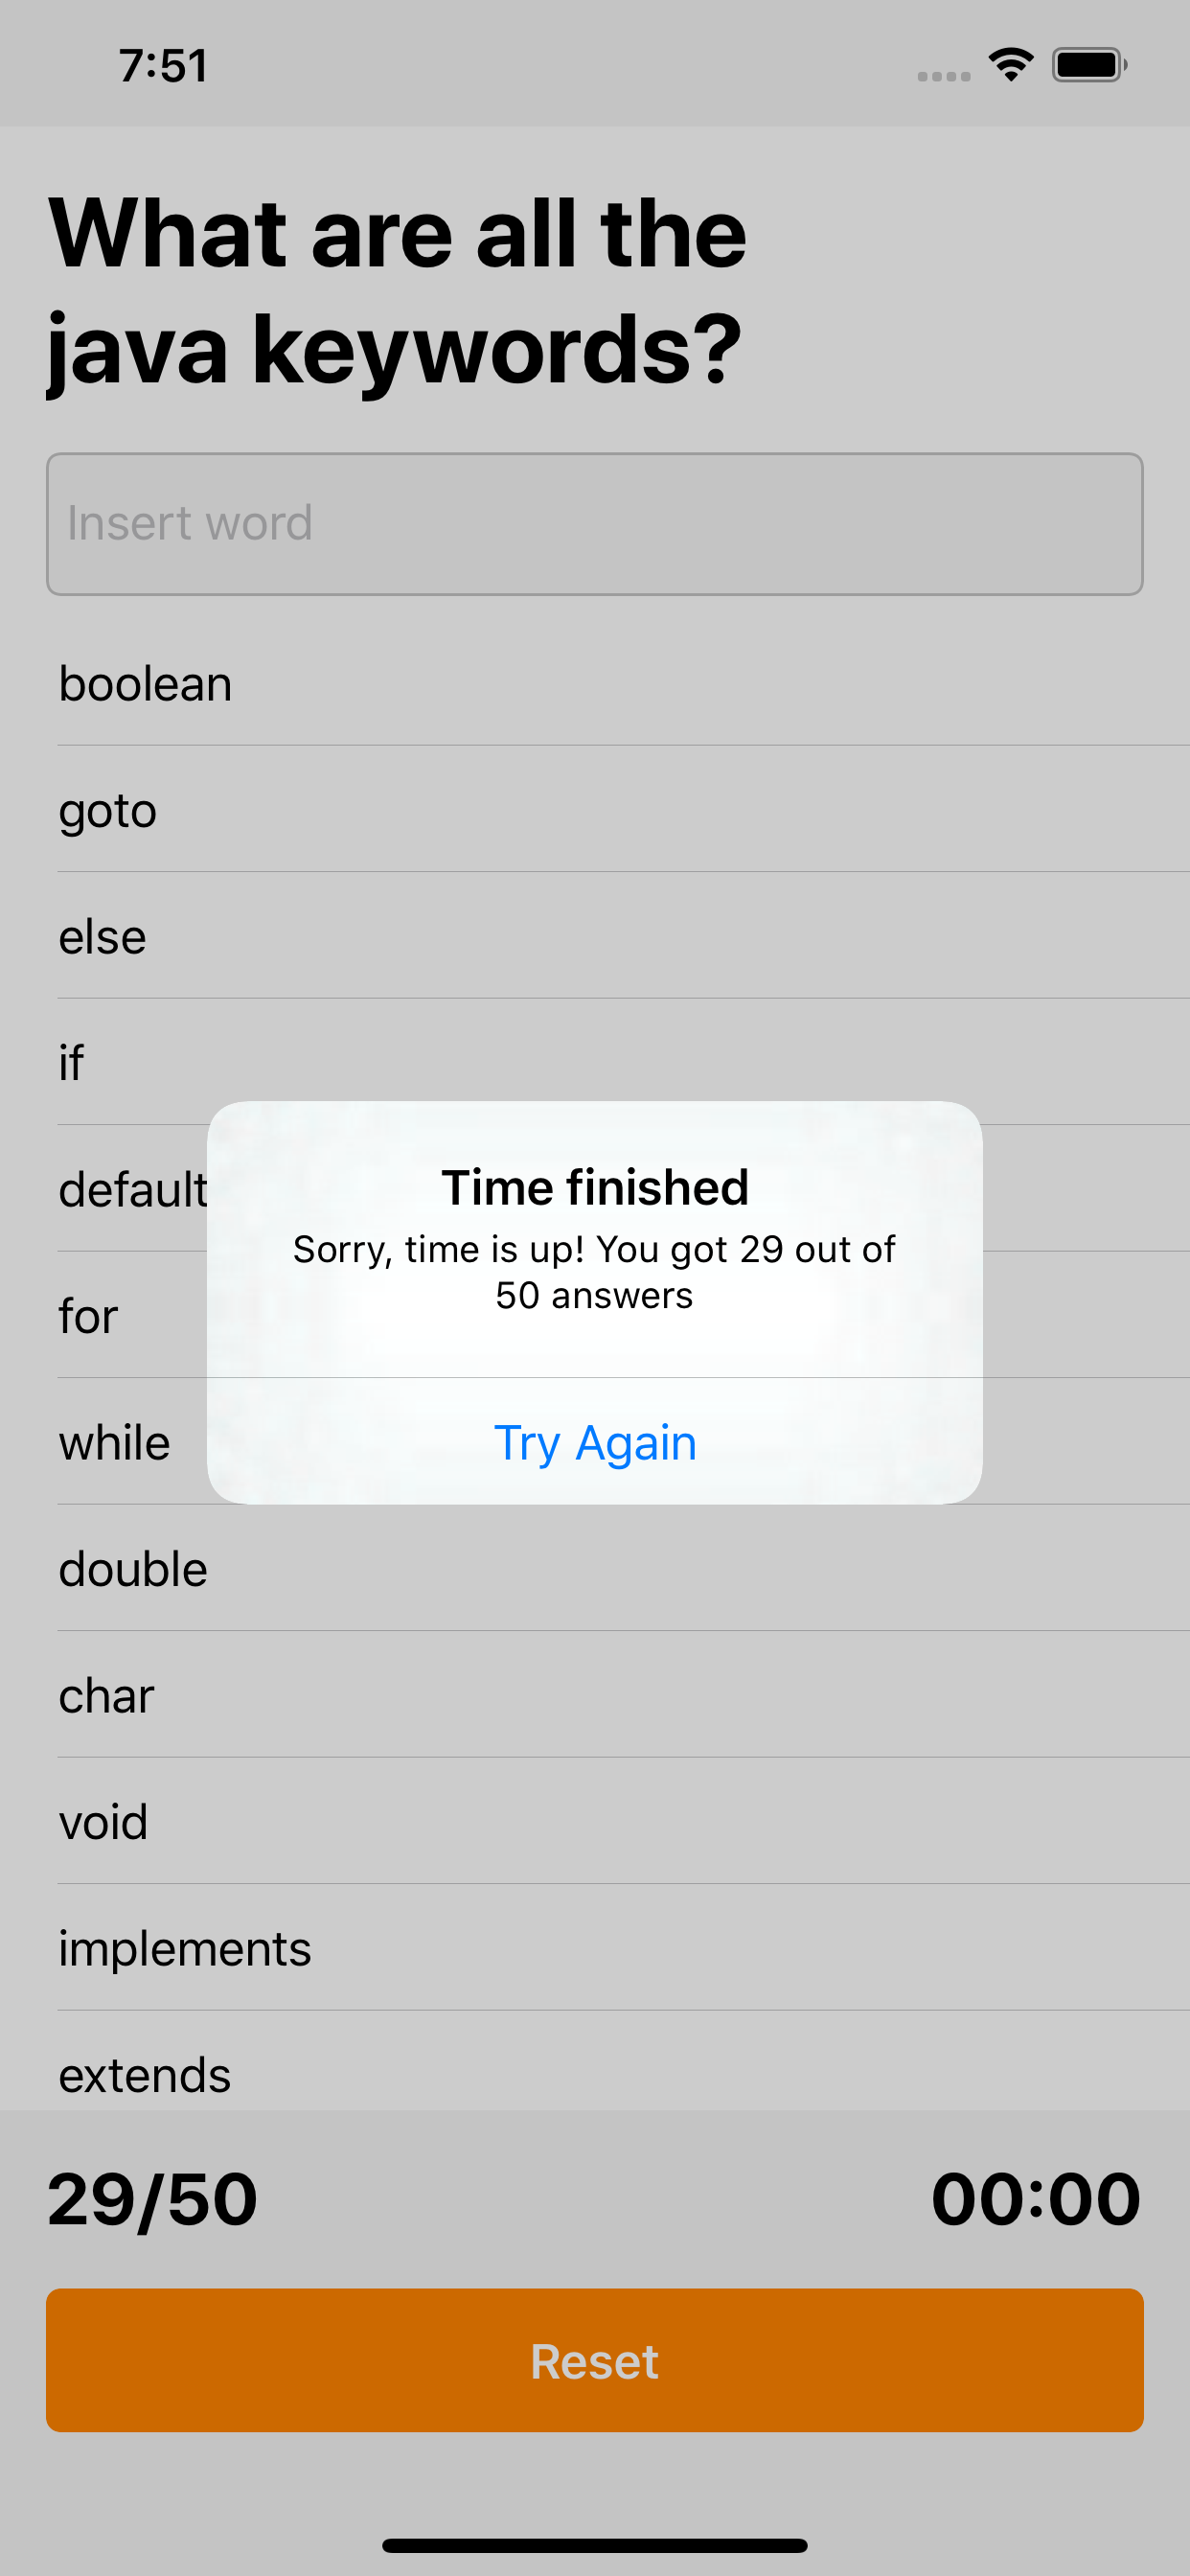 7:51
What are all the
java keywords?
Insert word
boolean
goto
else
if
default
for
while
double
char
void
implements
extends
Time finished
Sorry, time is up! You got 29 out of
50 answers
Try Again
29/50
00:00
Reset